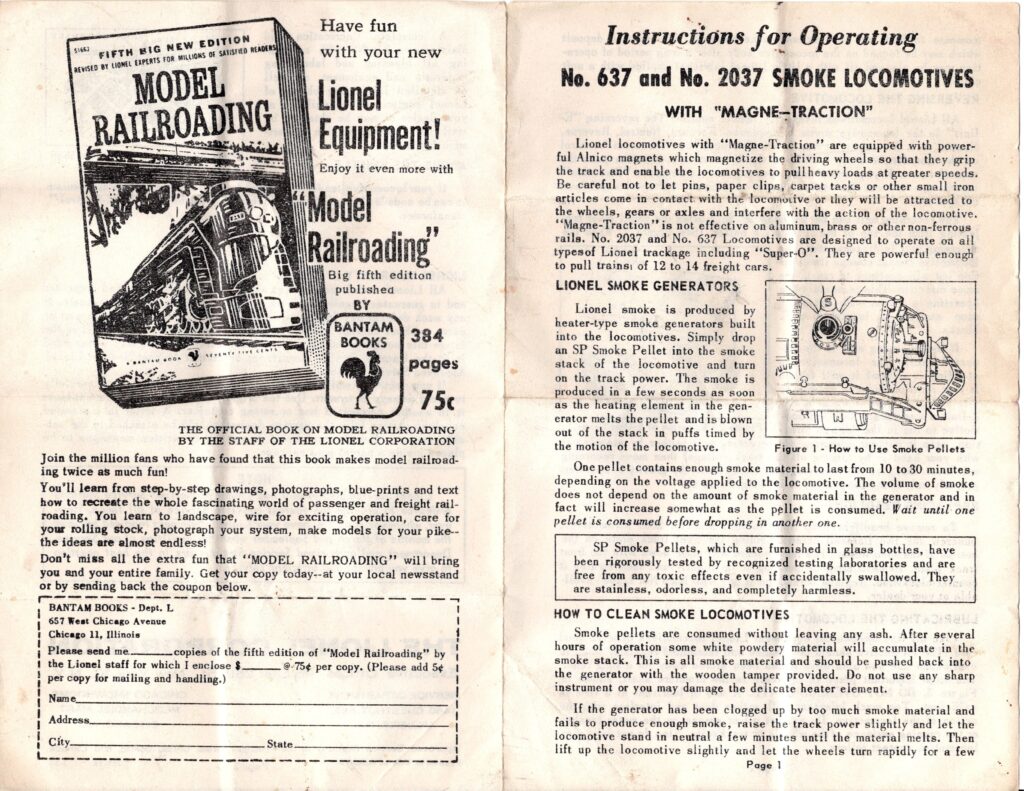 S1662
FIFTH BIG NEW EDITION
REVISED BY LIONEL EXPERTS FOR MILLIONS OF SATISFIED READERS
MODEL
RAILROADING
A BANTAM BOOK SEVENTY FIVE CENTS
Have fun
with your new
Lionel
Equipment!
Enjoy it even more with
"Model
Railroading"
Big fifth edition
published
BY
BANTAM
BOOKS
384
pages
75c
THE OFFICIAL BOOK ON MODEL RAILROADING
BY THE STAFF OF THE LIONEL CORPORATION
Join the million fans who have found that this book makes model railroad-
ing twice as much fun!
You'll learn from step-by-step drawings, photographs, blue-prints and text
how to recreate the whole fascinating world of passenger and freight rail-
roading. You learn to landscape, wire for exciting operation, care for
your rolling stock, photograph your system, make models for your pike--
the ideas are almost endless!
Don't miss all the extra fun that "MODEL RAILROADING" will bring
you and your entire family. Get your copy today--at your local newsstand
or by sending back the coupon below.
BANTAM BOOKS - Dept. L
657 West Chicago Avenue
Chicago 11, Illinois
Please send me copies of the fifth edition of "Model Railroading" by
the Lionel staff for which I enclose $ @ 75¢ per copy. (Please add 5¢
per copy for mailing and handling.)
Name
Address
City State
Instructions for Operating
No. 637 and No. 2037 SMOKE LOCOMOTIVES
WITH "MAGNE-TRACTION"
Lionel locomotives with "Magne-Traction" are equipped with power-
ful Alnico magnets which magnetize the driving wheels so that they grip
the track and enable the locomotives to pull heavy loads at greater speeds.
Be careful not to let pins, paper clips, carpet tacks or other small iron
articles come in contact with the locomotive or they will be attracted to
the wheels, gears or axles and interfere with the action of the locomotive.
"Magne-Traction" is not effective on aluminum, brass or other non-ferrous
rails. No. 2037 and No. 637 Locomotives are designed to operate on all
types of Lionel trackage including "Super-O". They are powerful enough
to pull trains of 12 to 14 freight cars.
LIONEL SMOKE GENERATORS
Lionel smoke is produced by
heater-type smoke generators built
into the locomotives. Simply drop
an SP Smoke Pellet into the smoke
stack of the locomotive and turn
on the track power. The smoke is
produced in a few seconds as soon
as the heating element in the gen-
erator melts the pellet and is blown
out of the stack in puffs timed by
the motion of the locomotive.
Figure 1 - How to Use Smoke Pellets
One pellet contains enough smoke material to last from 10 to 30 minutes,
depending on the voltage applied to the locomotive. The volume of smoke
does not depend on the amount of smoke material in the generator and in
fact will increase somewhat as the pellet is consumed. Wait until one
pellet is consumed before dropping in another one.
SP Smoke Pellets, which are furnished in glass bottles, have
been rigorously tested by recognized testing laboratories and are
free from any toxic effects even if accidentally swallowed. They
are stainless, odorless, and completely harmless.
HOW TO CLEAN SMOKE LOCOMOTIVES
Smoke pellets are consumed without leaving any ash. After several
hours of operation some white powdery material will accumulate in the
smoke stack. This is all smoke material and should be pushed back into
the generator with the wooden tamper provided. Do not use any sharp
instrument or you may damage the delicate heater element.
If the generator has been clogged up by too much smoke material and
fails to produce enough smoke, raise the track power slightly and let the
locomotive stand in neutral a few minutes until the material melts. Then
lift up the locomotive slightly and let the wheels turn rapidly for a few
Page 1